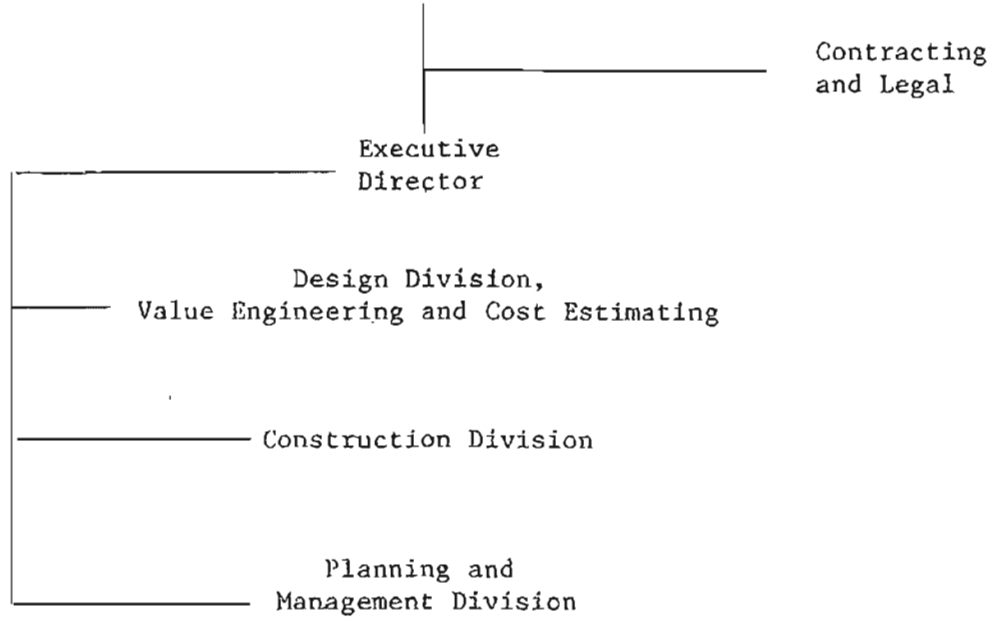 Contracting
and Legal
Executive
Director
Design Division,
Value Engineering and Cost Estimating
Construction Division
Planning and
Management Division